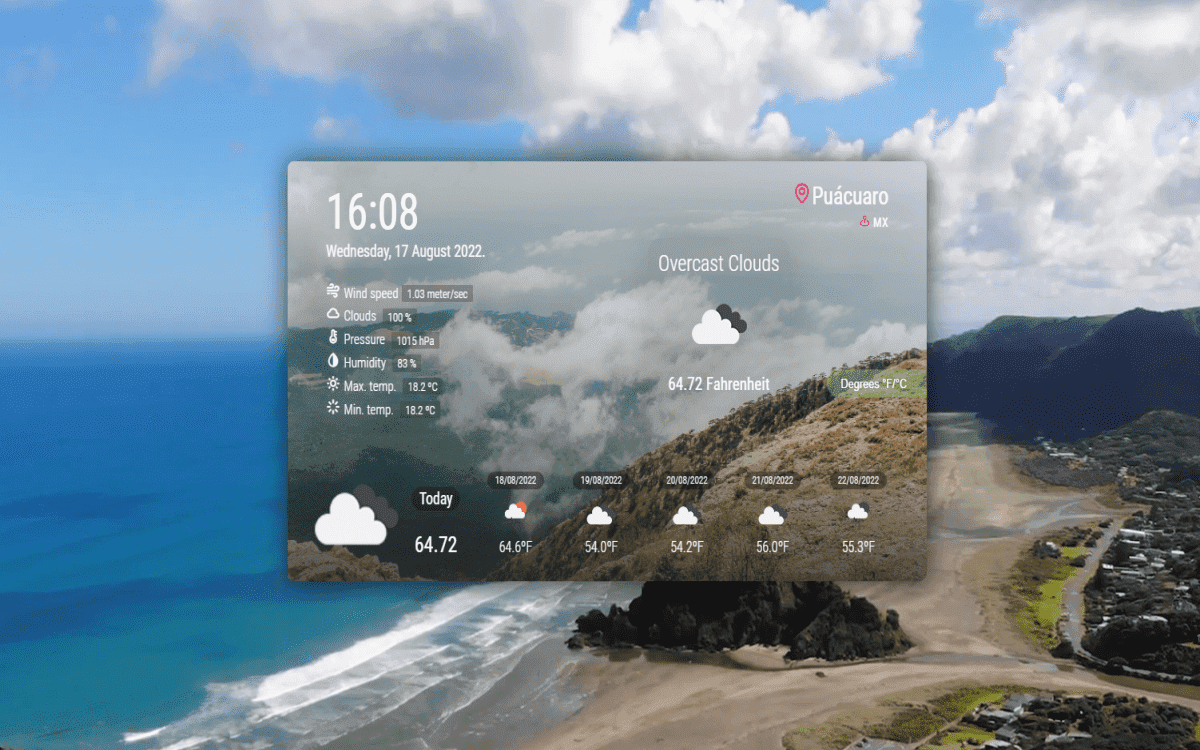 16:08
Wednesday, 17 August 2022.
Puácuaro
MX
Overcast Clouds
Wind speed 1.03 meter/sec
Clouds 100 %
Pressure 1015 hPa
Humidity 83 %
Max. temp. 18.2 ºC
Min. temp. 18.2 ºC
64.72 Fahrenheit
Degrees °F/°C
Today
64.72
18/08/2022
64.6ºF
19/08/2022
54.0ºF
20/08/2022
54.2ºF
21/08/2022
56.0ºF
22/08/2022
55.3ºF